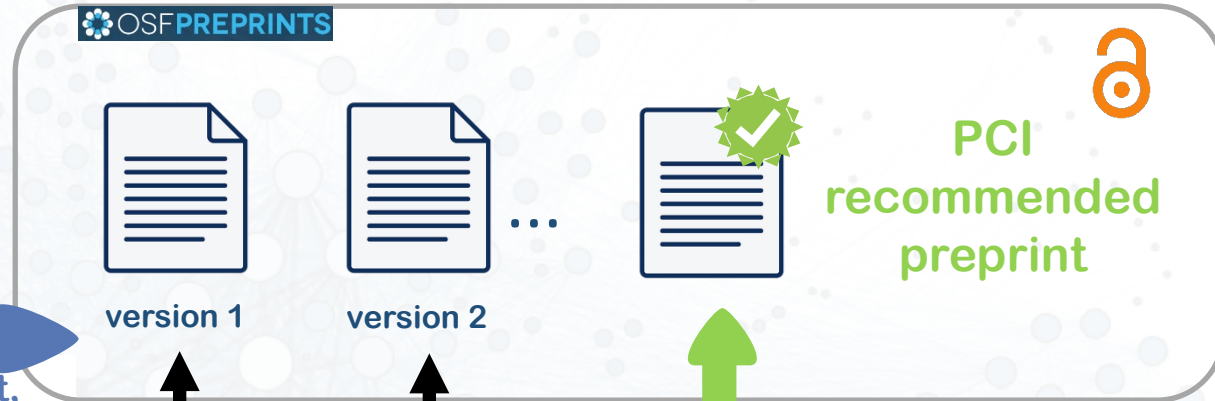 OSFPREPRINTS
PCI
recommended
preprint
...
version 1
version 2
t,